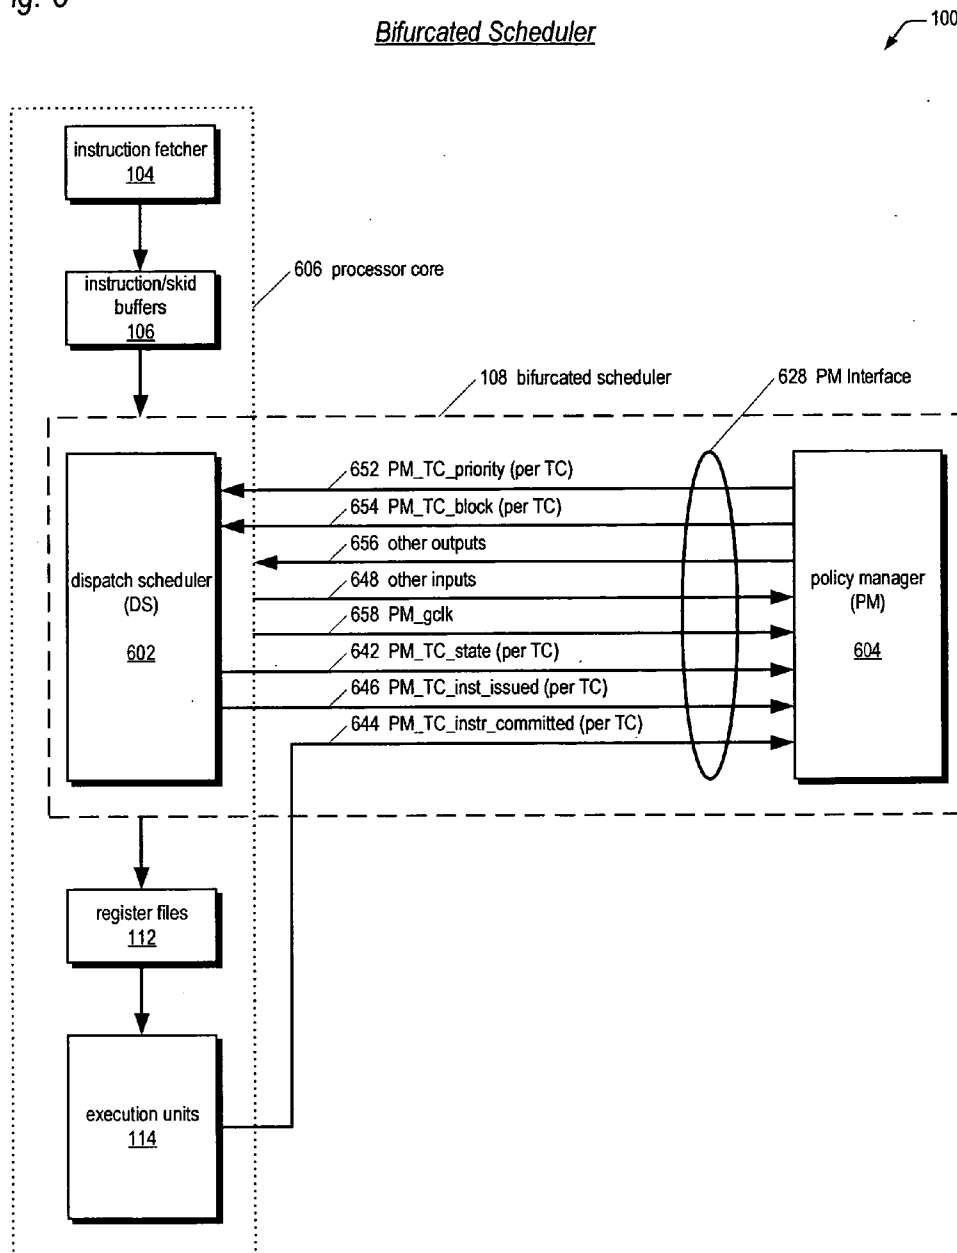 Bifurcated Scheduler
100
instruction fetcher
104
instruction/skid
buffers
106
606 processor core
108 bifurcated scheduler
628 PM Interface
652 PM_TC_priority (per TC)
654 PM_TC_block (per TC)
656 other outputs
648 other inputs
658 PM_gclk
642 PM_TC_state (per TC)
646 PM_TC_inst_issued (per TC)
644 PM_TC_instr_committed (per TC)
dispatch scheduler
(DS)
602
policy manager
(PM)
604
register files
112
execution units
114